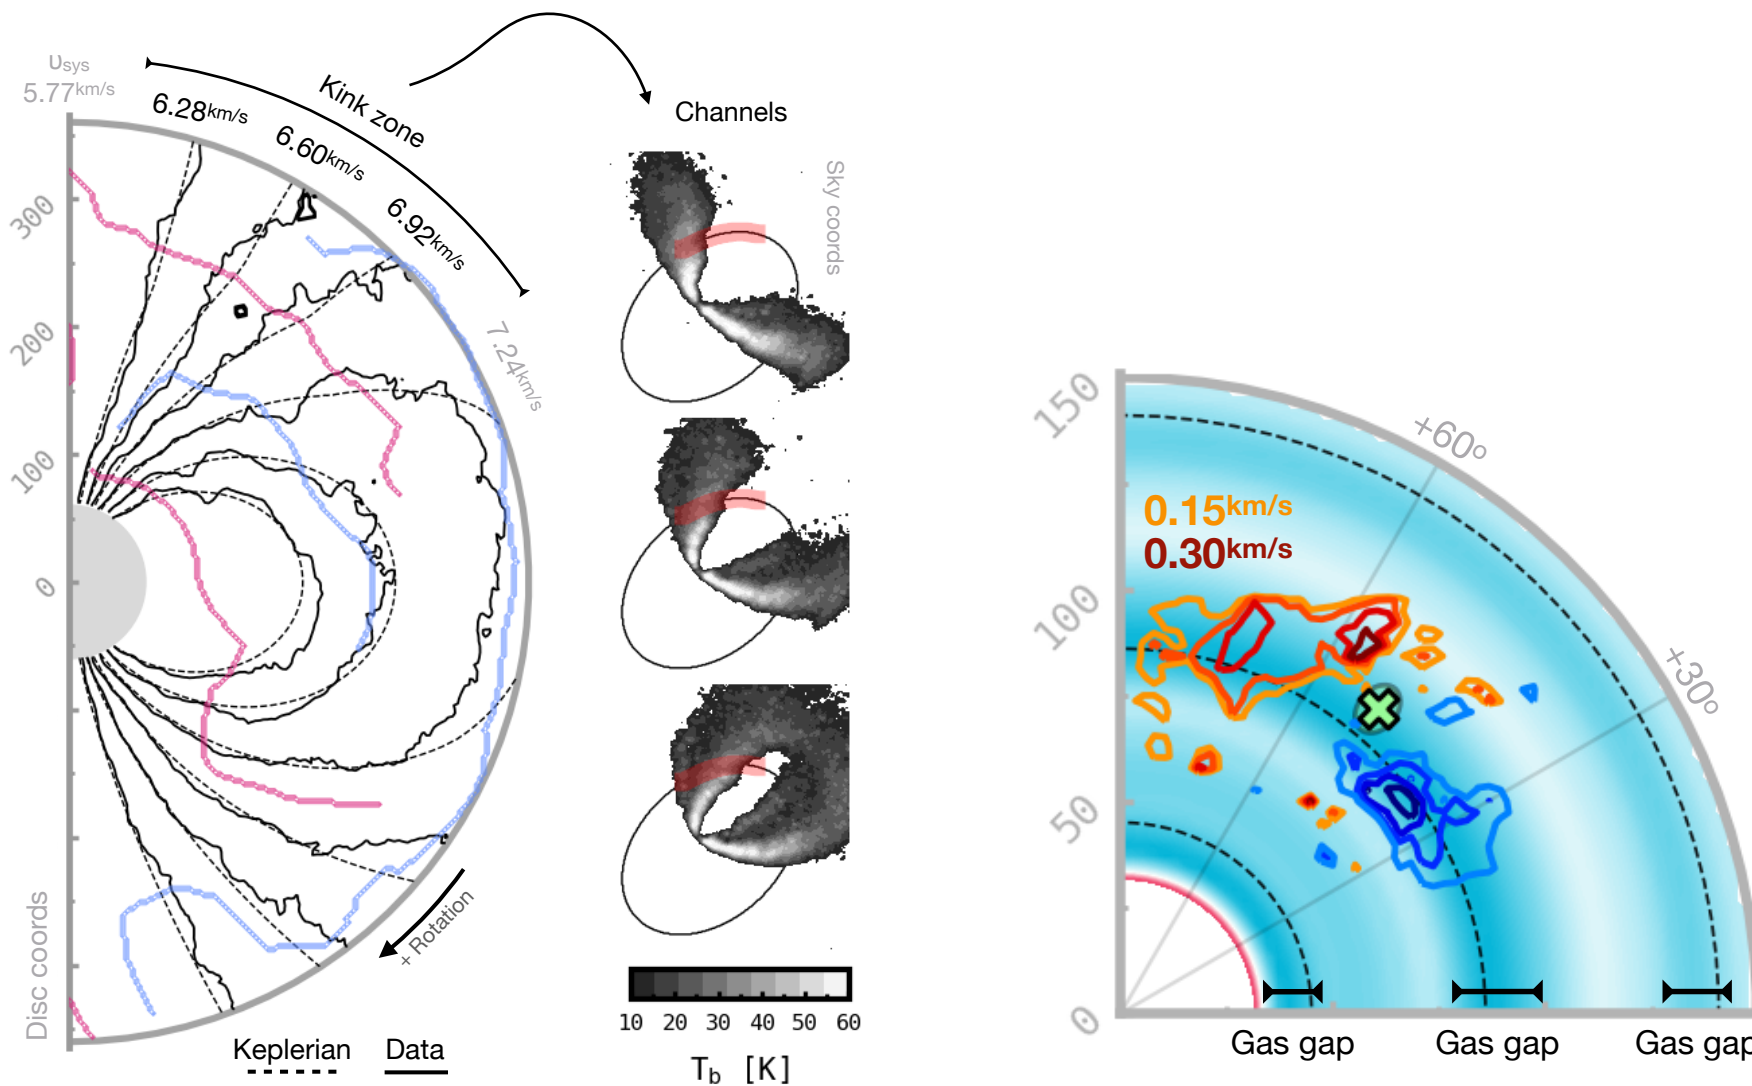 υsys
5.77km/s
6.28km/s
6.60km/s
6.92km/s
7.24km/s
Kink zone
300
200
100
0
Disc coords
+ Rotation
Keplerian
Data
Channels
Sky coords
10 20 30 40 50 60
Tb [K]
150
100
50
0
+60º
+30º
0.15km/s
0.30km/s
Gas gap
Gas gap
Gas gap